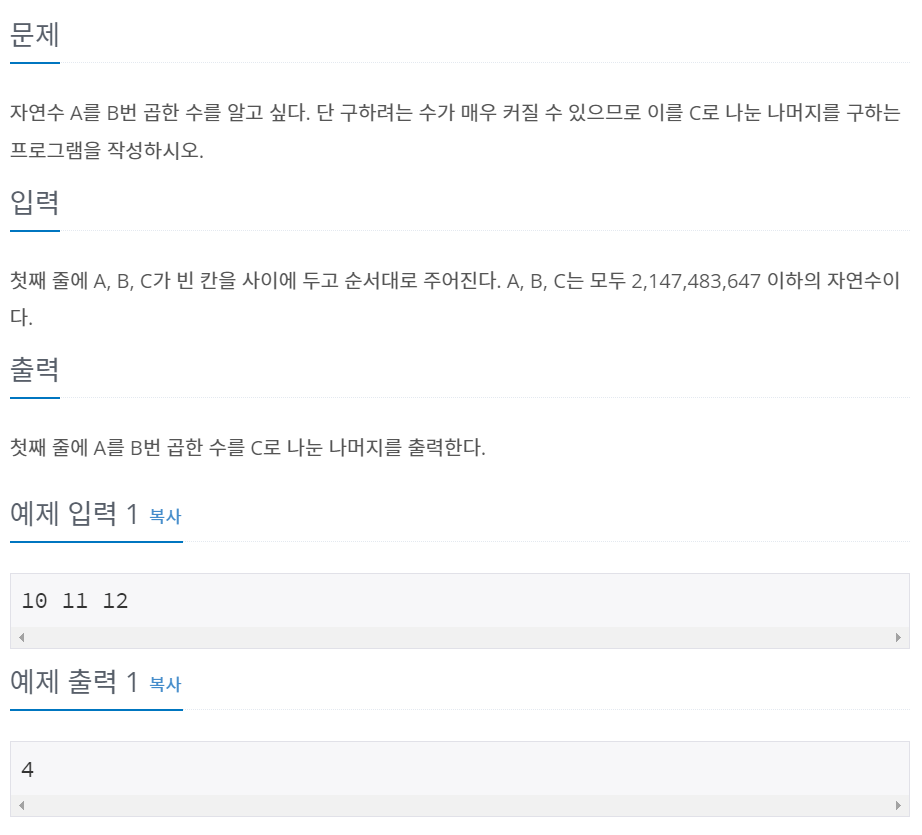 문제
자연수 A를 B번 곱한 수를 알고 싶다. 단 구하려는 수가 매우 커질 수 있으므로 이를 C로 나눈 나머지를 구하는
프로그램을 작성하시오.
입력
첫째 줄에 A, B, C가 빈 칸을 사이에 두고 순서대로 주어진다. A, B, C는 모두 2,147,483,647 이하의 자연수이
다.
출력
첫째 줄에 A를 B번 곱한 수를 C로 나눈 나머지를 출력한다.
예제 입력 1 복사
10 11 12
예제 출력 1 복사
4